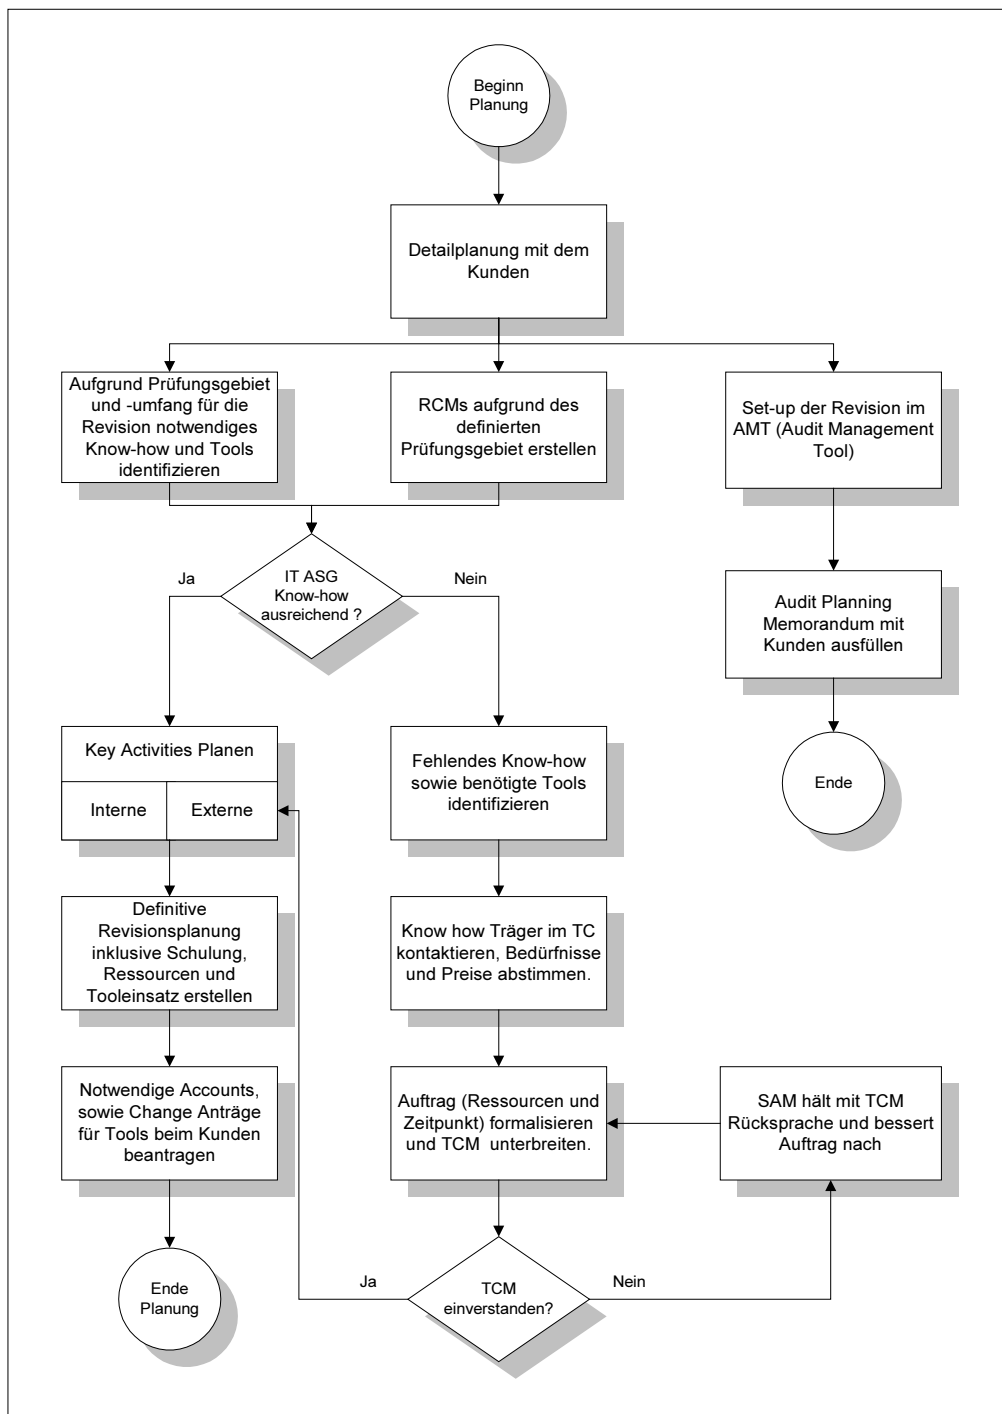 Beginn
Planung
Detailplanung mit dem
Kunden
Aufgrund Prüfungsgebiet
und -umfang für die
Revision notwendiges
Know-how und Tools
identifizieren
RCMs aufgrund des
definierten
Prüfungsgebiet erstellen
Set-up der Revision im
AMT (Audit Management
Tool)
Ja
IT ASG
Know-how
ausreichend ?
Nein
Audit Planning
Memorandum mit
Kunden ausfüllen
Key Activities Planen
Interne
Externe
Fehlendes Know-how
sowie benötigte Tools
identifizieren
Ende
Definitive
Revisionsplanung
inklusive Schulung,
Ressourcen und
Tooleinsatz erstellen
Know how Träger im TC
kontaktieren, Bedürfnisse
und Preise abstimmen.
Notwendige Accounts,
sowie Change Anträge
für Tools beim Kunden
beantragen
Auftrag (Ressourcen und
Zeitpunkt) formalisieren
und TCM unterbreiten.
SAM hält mit TCM
Rücksprache und bessert
Auftrag nach
Ende
Planung
Ja
TCM
einverstanden?
Nein